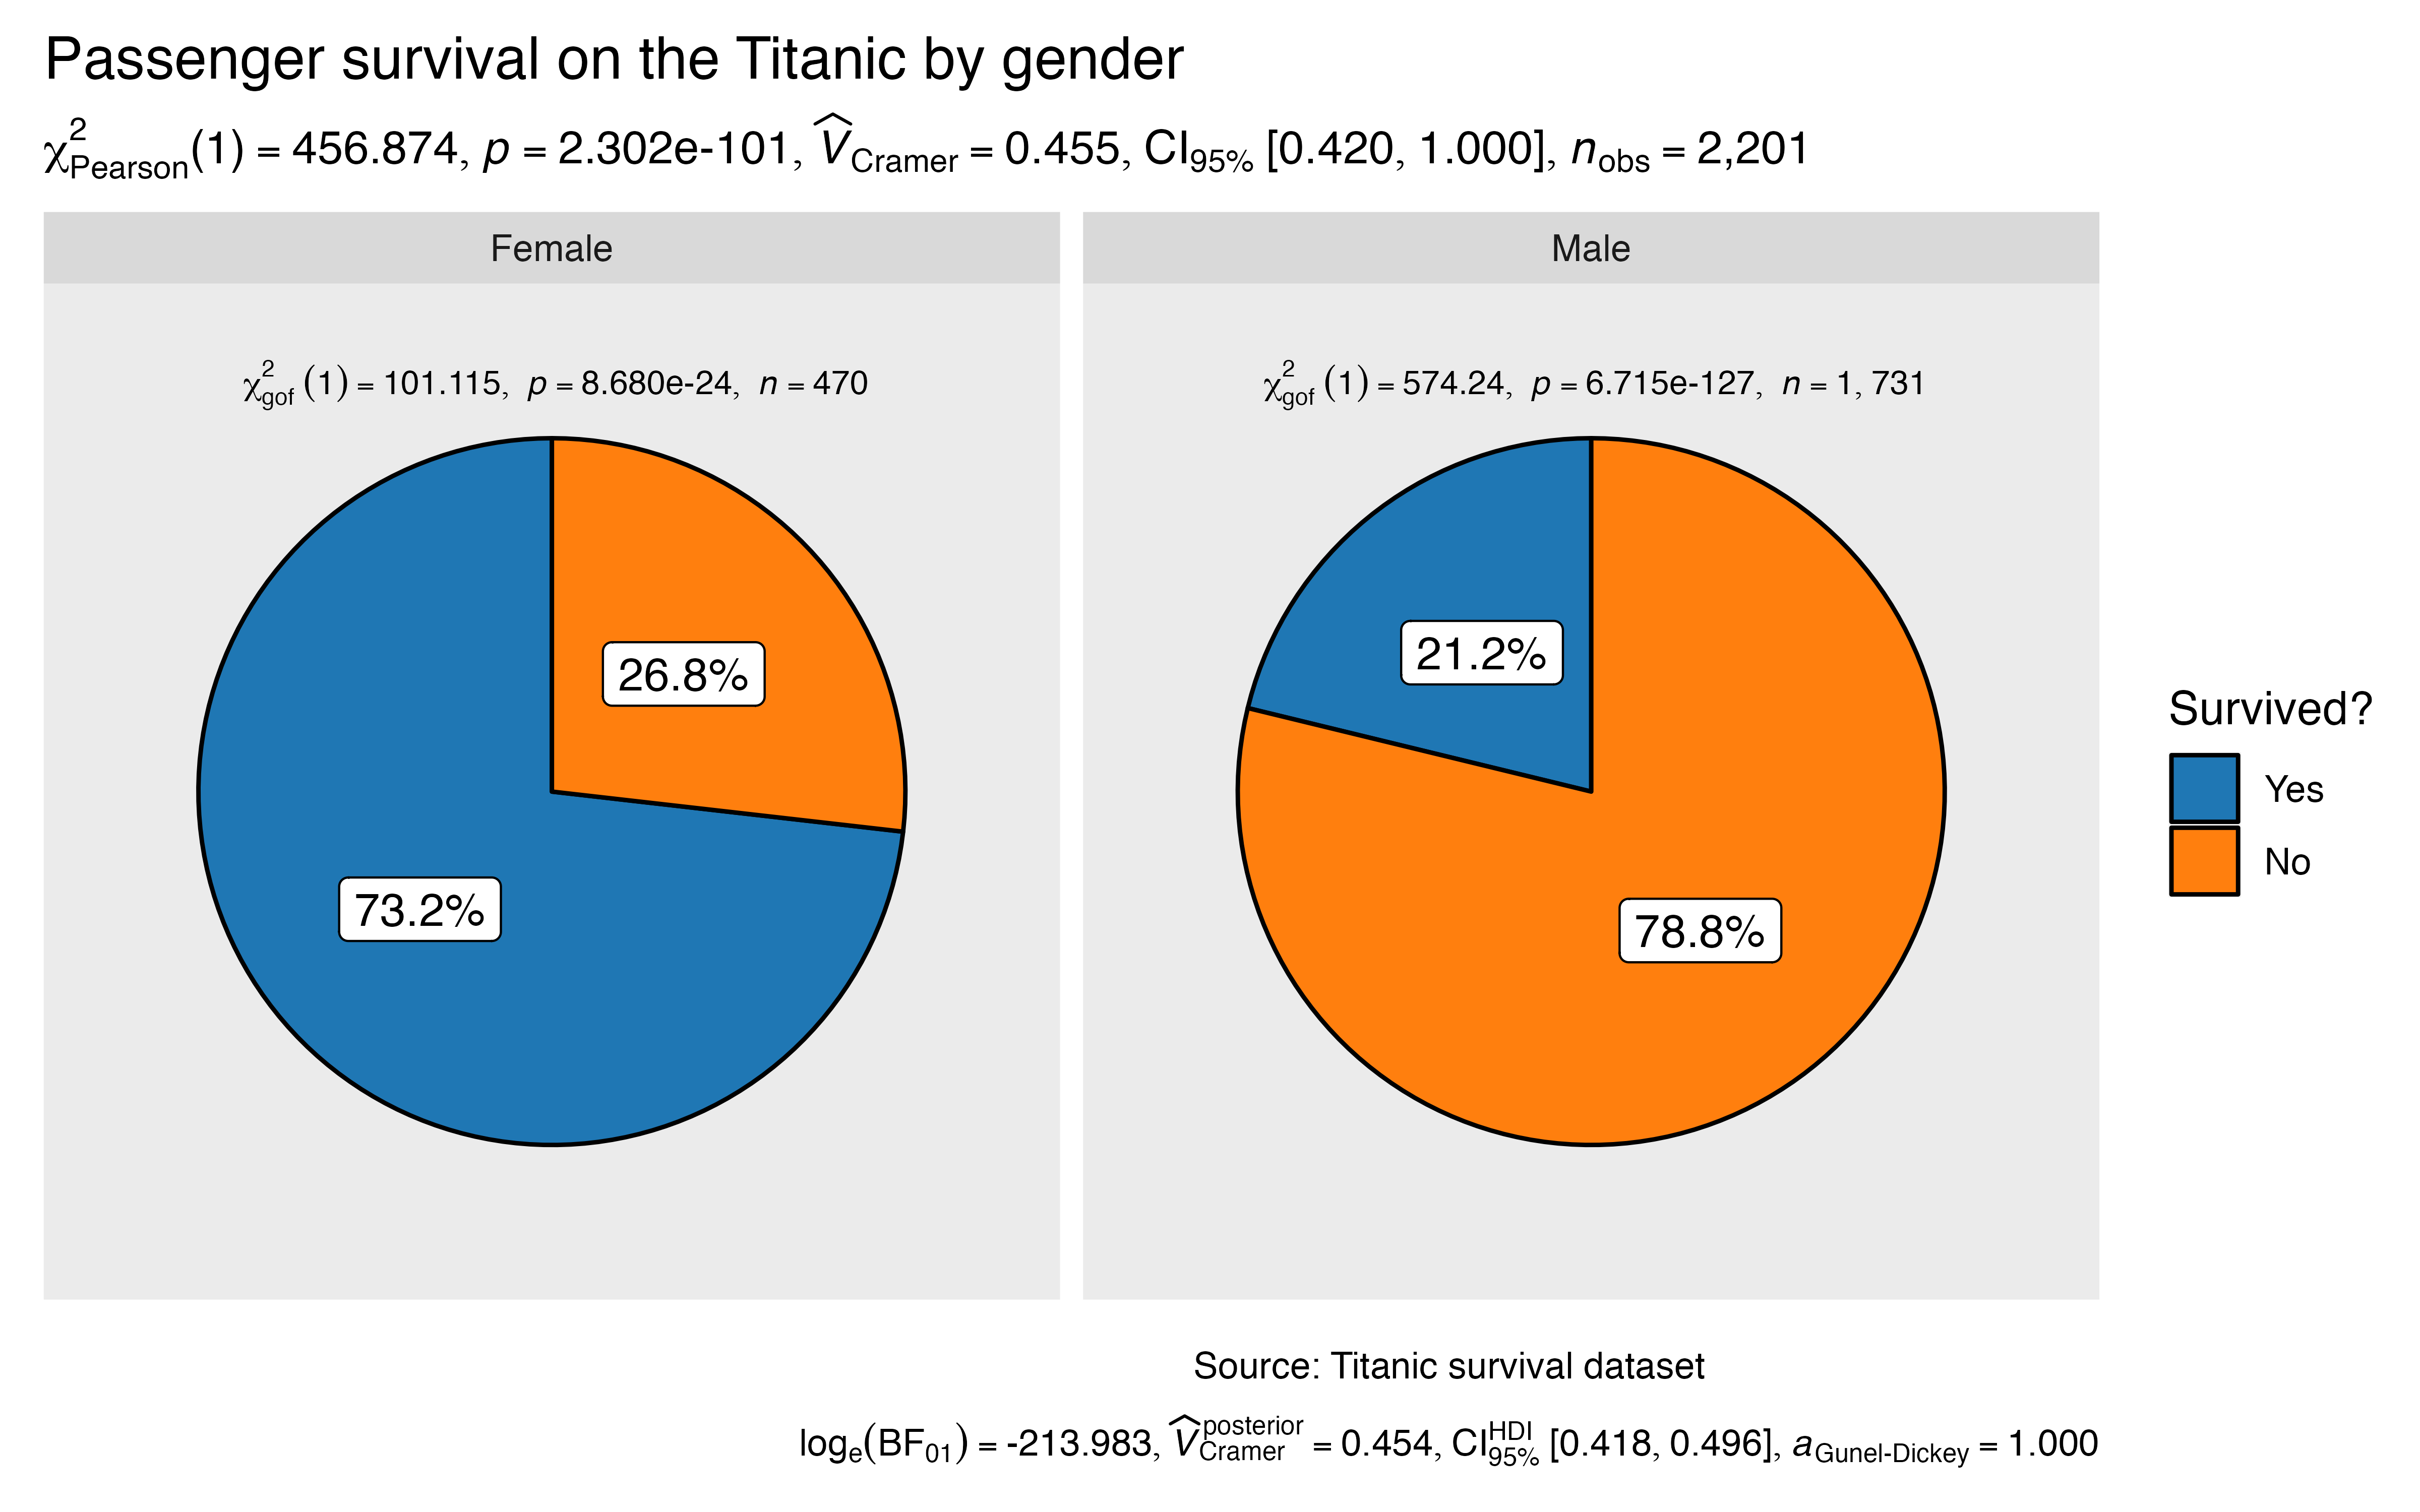 Passenger survival on the Titanic by gender
χ²Pearson(1) = 456.874, p = 2.302e-101, V̂Cramer = 0.455, CI95% [0.420, 1.000], nobs = 2,201
Female
Male
χ²gof (1) = 101.115, p = 8.680e-24, n = 470
χ²gof (1) = 574.24, p = 6.715e-127, n = 1, 731
26.8%
73.2%
21.2%
78.8%
Survived?
Yes
No
Source: Titanic survival dataset
loge(BF01) = -213.983, V̂posterior Cramer = 0.454, CIHDI 95% [0.418, 0.496], aGunel-Dickey = 1.000